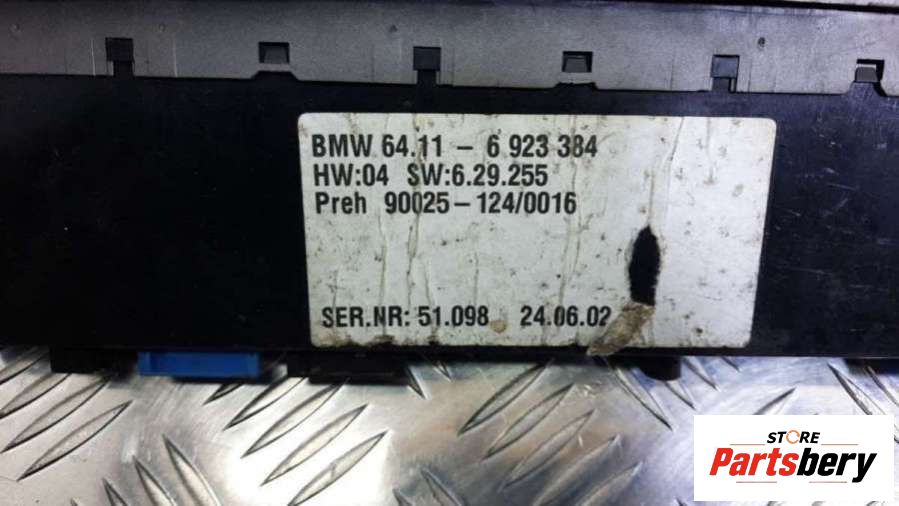 BMW 64.11 - 6 923 384
HW:04 SW:6.29.255
Preh 90025-124/0016
SER.NR: 51.098 24.06.02
STORE
Partsbery